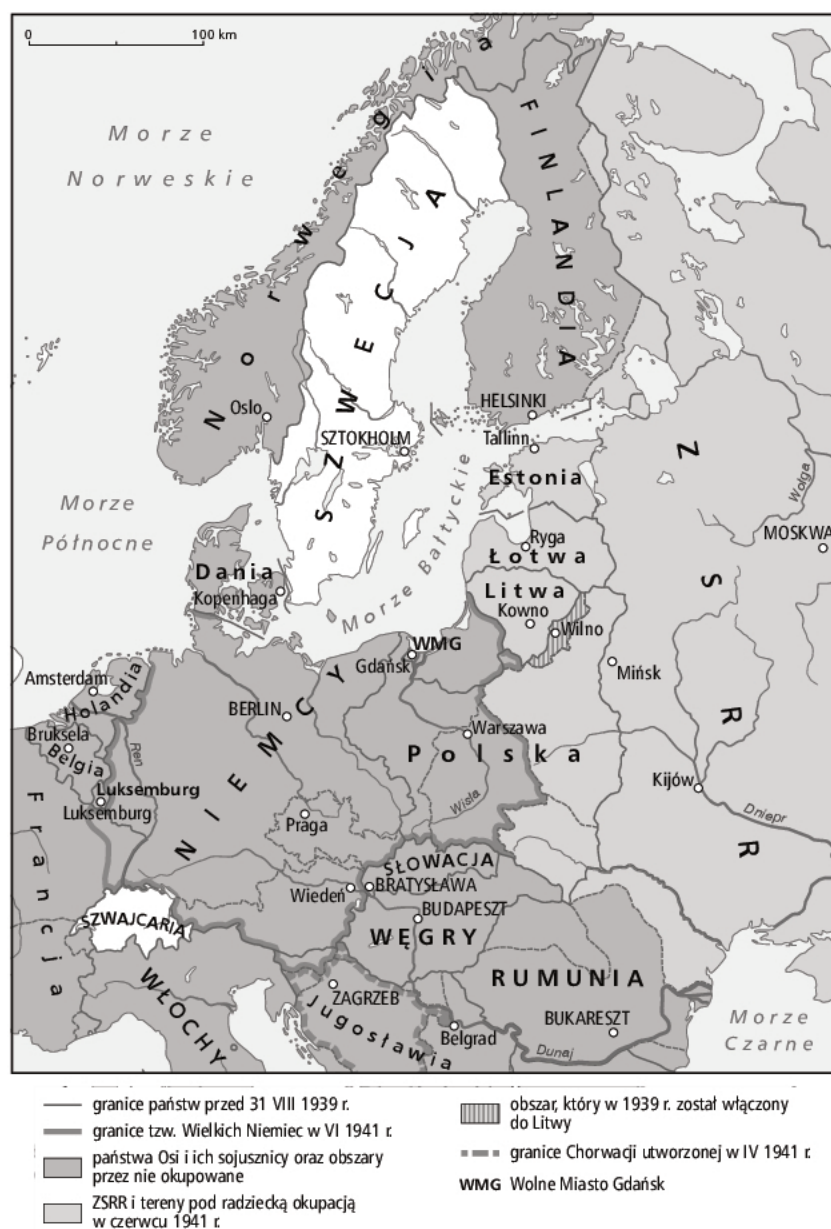 0 100 km
Morze
Norweskie
Norwegia
FINLANDIA
SZWECJA
Oslo
HELSINKI
SZTOKHOLM
Tallinn
Estonia
Z
Wołga
Morze
Północne
MOSKWA
Ryga
Łotwa
Dania
Kopenhaga
Morze Bałtyckie
Litwa
Kowno
Wilno
S
WMG
Gdańsk
Mińsk
Amsterdam
Holandia
BERLIN
NIEMCY
R
Bruksela
Belgia
Ren
Warszawa
Polska
Luksemburg
Luksemburg
Wisła
Kijów
Praga
Dniepr
Francja
R
SŁOWACJA
Wiedeń
BRATYSŁAWA
BUDAPESZT
SZWAJCARIA
WĘGRY
RUMUNIA
WŁOCHY
ZAGRZEB
Jugosławia
Belgrad
BUKARESZT
Dunaj
Morze
Czarne
granice państw przed 31 VIII 1939 r.
granice tzw. Wielkich Niemiec w VI 1941 r.
państwa Osi i ich sojusznicy oraz obszary
przez nie okupowane
ZSRR i tereny pod radziecką okupacją
w czerwcu 1941 r.
obszar, który w 1939 r. został włączony
do Litwy
granice Chorwacji utworzonej w IV 1941 r.
WMG Wolne Miasto Gdańsk